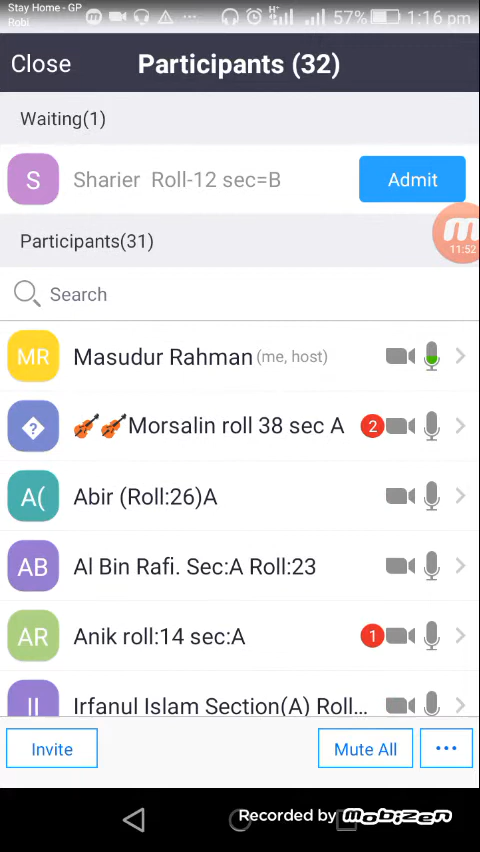 Stay Home - GP
Robi
57%
1:16 pm
Close
Participants (32)
Waiting(1)
S
Sharier Roll-12 sec=B
Admit
Participants(31)
11:52
Search
MR
Masudur Rahman (me, host)
🎻🎻Morsalin roll 38 sec A
2
A(
Abir (Roll:26)A
AB
Al Bin Rafi. Sec:A Roll:23
AR
Anik roll:14 sec:A
1
II
Irfanul Islam Section(A) Roll...
Invite
Mute All
...
Recorded by Mobizen